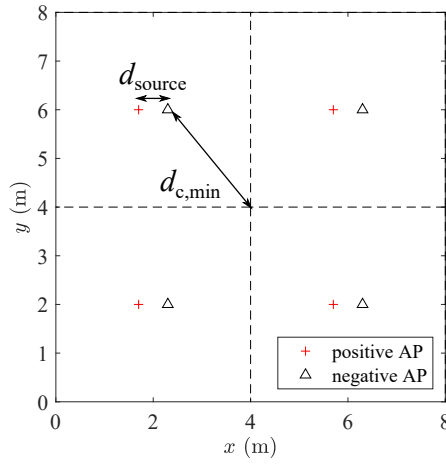 8
7
6
5
4
3
2
1
0
y (m)
d_source
d_c,min
positive AP
negative AP
0 2 4 6 8
x (m)